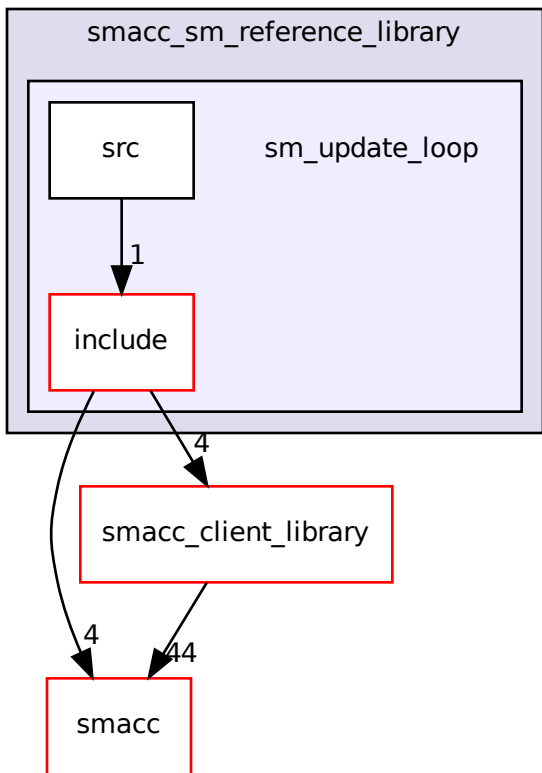 smacc_sm_reference_library
src
sm_update_loop
1
include
4
smacc_client_library
4
44
smacc